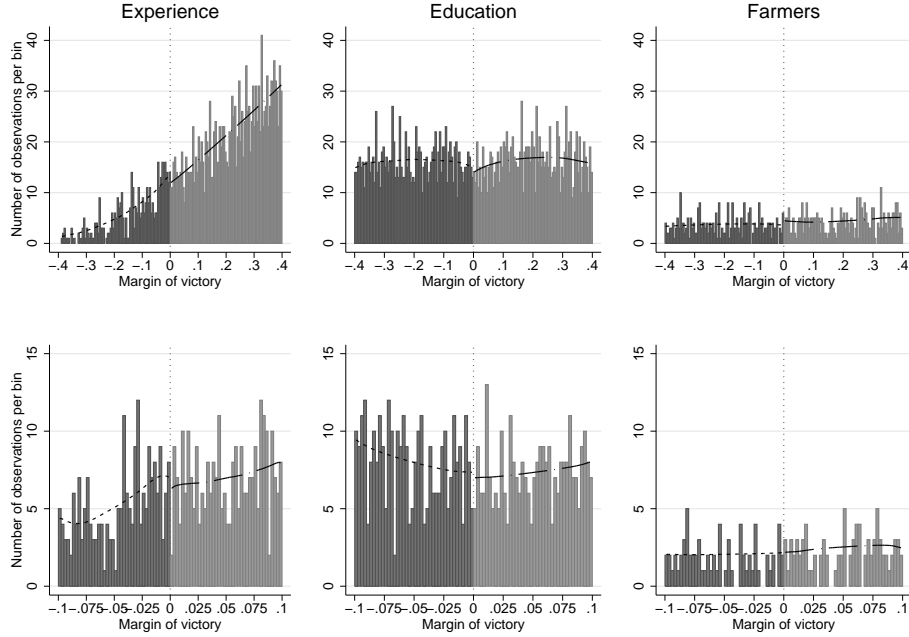 Experience Education Farmers
Number of observations per bin
40
30
20
10
0
−.4 −.3 −.2 −.1 0 .1 .2 .3 .4
Margin of victory
40
30
20
10
0
−.4 −.3 −.2 −.1 0 .1 .2 .3 .4
Margin of victory
40
30
20
10
0
−.4 −.3 −.2 −.1 0 .1 .2 .3 .4
Margin of victory
Number of observations per bin
15
10
5
0
−.1 −.075 −.05 −.025 0 .025 .05 .075 .1
Margin of victory
15
10
5
0
−.1 −.075 −.05 −.025 0 .025 .05 .075 .1
Margin of victory
15
10
5
0
−.1 −.075 −.05 −.025 0 .025 .05 .075 .1
Margin of victory